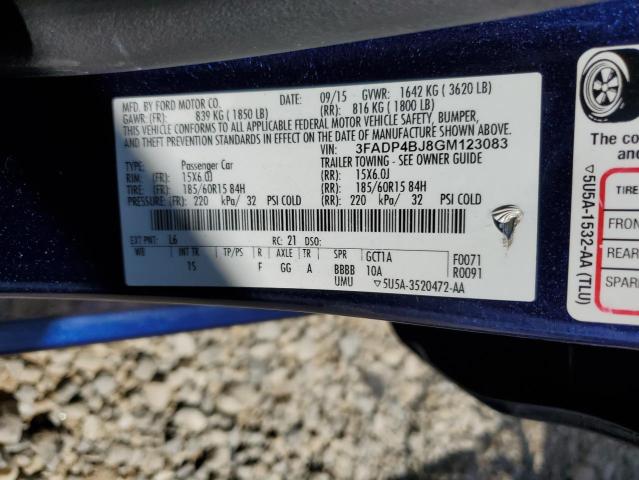 MFD. BY FORD MOTOR CO. DATE: 09/15 GVWR: 1642 KG ( 3620 LB)
GAWR: (FR): 839 KG ( 1850 LB) (RR): 816 KG ( 1800 LB)
THIS VEHICLE CONFORMS TO ALL APPLICABLE FEDERAL MOTOR VEHICLE SAFETY, BUMPER,
AND THEFT PREVENTION STANDARDS IN EFFECT ON THE DATE OF MANUFACTURE SHOWN ABOVE.
VIN: 3FADP4BJ8GM123083
TYPE: Passenger Car TRAILER TOWING - SEE OWNER GUIDE
RIM: (FR): 15X6.0J (RR): 15X6.0J
TIRE: (FR): 185/60R15 84H (RR): 185/60R15 84H
PRESSURE: (FR): 220 kPa/ 32 PSI COLD (RR): 220 kPa/ 32 PSI COLD
EXT PNT: L6 RC: 21 DSO:
WB INT TR TP/PS R AXLE TR SPR GCT1A F0071
15 F GG A BBBB 10A R0091
UMU ▽5U5A-3520472-AA
The co
and
TIRE
FRON
REAR
SPAR
▽5U5A-1532-AA (TLU)